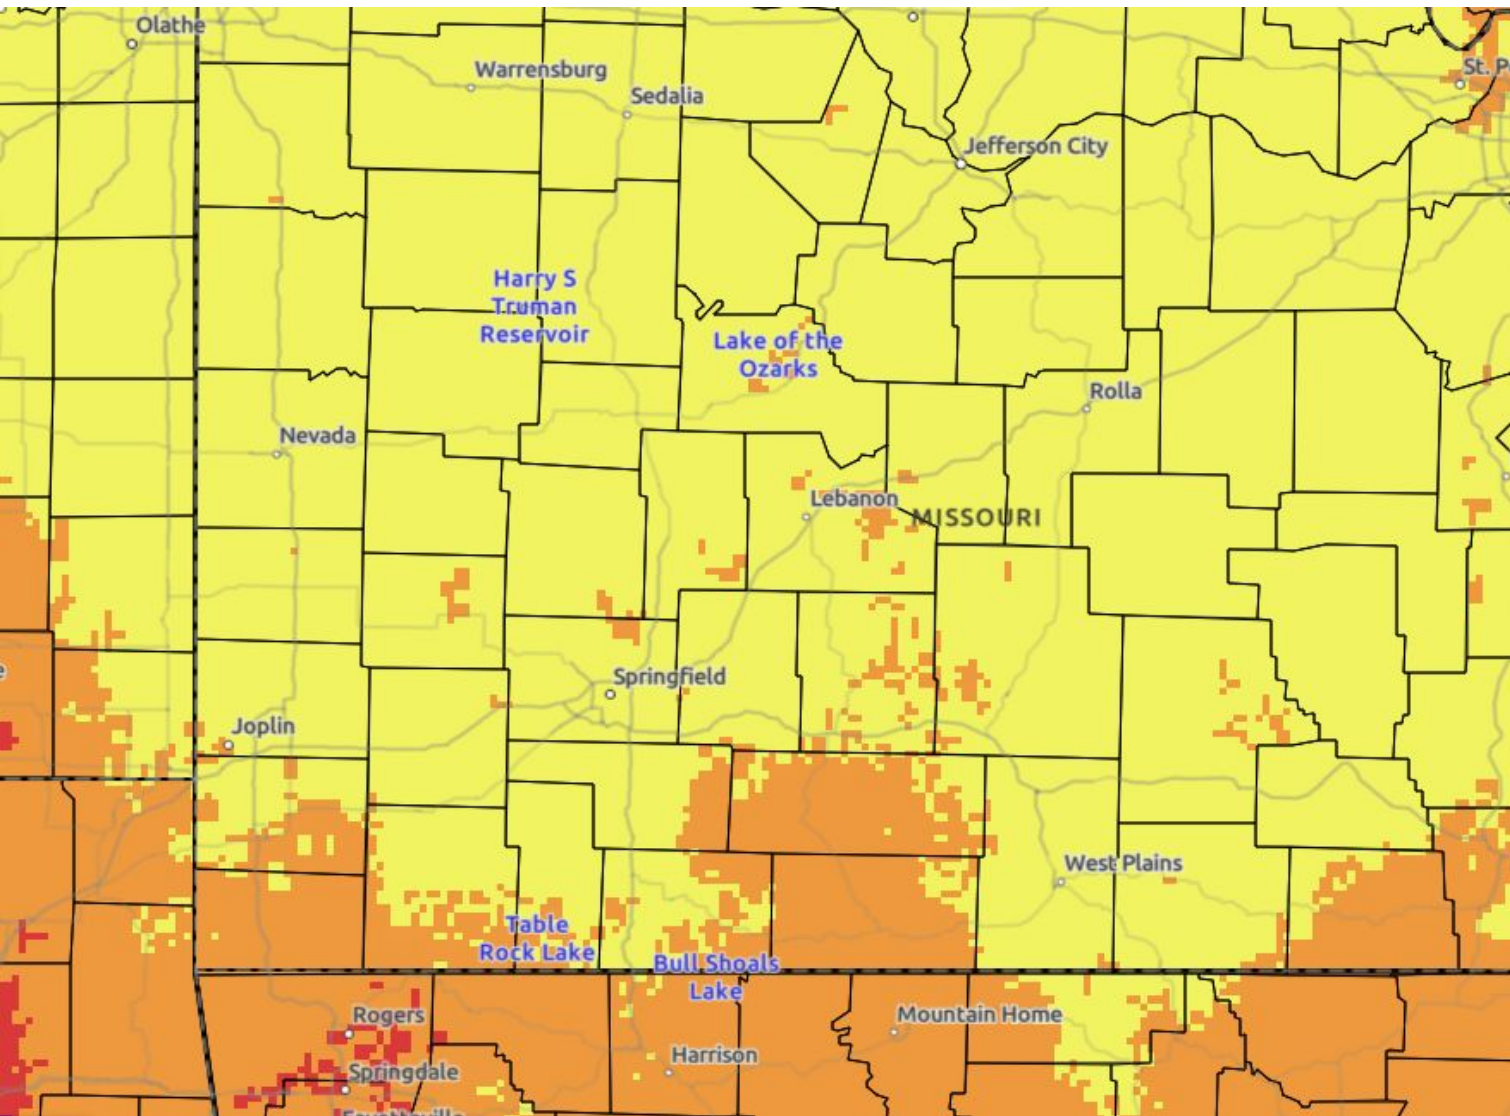 Olathe
Warrensburg
Sedalia
St. P
Jefferson City
Harry S
Truman
Reservoir
Lake of the
Ozarks
Rolla
Nevada
Lebanon
MISSOURI
Springfield
e
Joplin
West Plains
Table
Rock Lake
Bull Shoals
Lake
Rogers
Mountain Home
Harrison
Springdale
Fayetteville